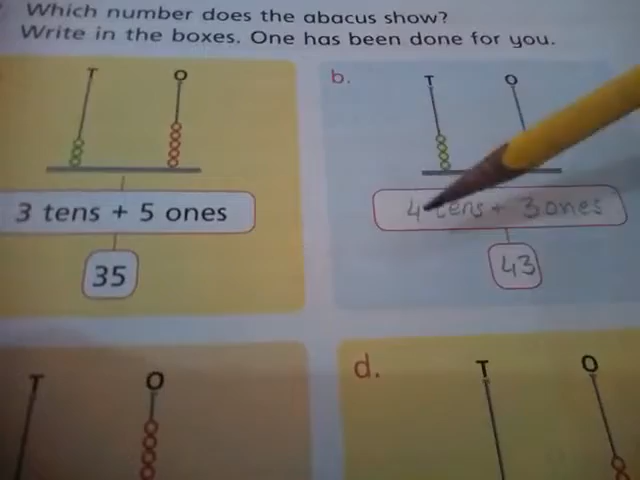 Which number does the abacus show?
Write in the boxes. One has been done for you.
T O
b.
T O
3 tens + 5 ones
4 tens + 3 ones
35
43
T O
d.
T O